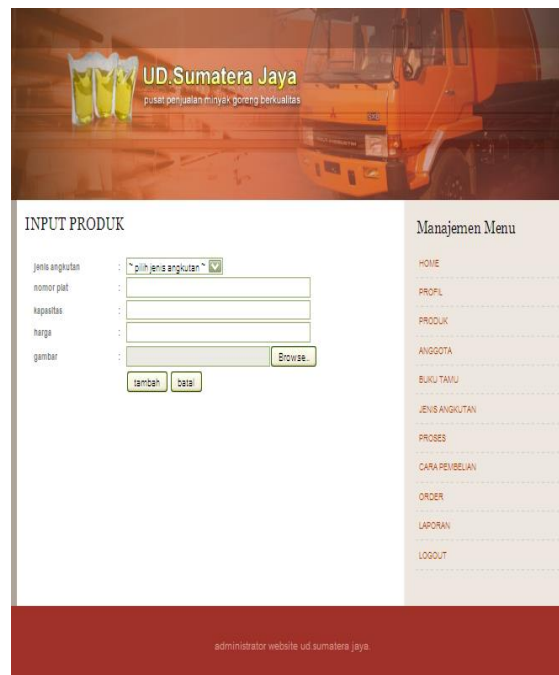 UD.Sumatera Jaya
pusat penjualan minyak goreng berkualitas
INPUT PRODUK
jenis angkutan : ~ pilih jenis angkutan ~
nomor plat :
kapasitas :
harga :
gambar : Browse..
tambah batal
Manajemen Menu
HOME
PROFIL
PRODUK
ANGGOTA
BUKU TAMU
JENIS ANGKUTAN
PROSES
CARA PEMBELIAN
ORDER
LAPORAN
LOGOUT
administrator website ud.sumatera jaya.